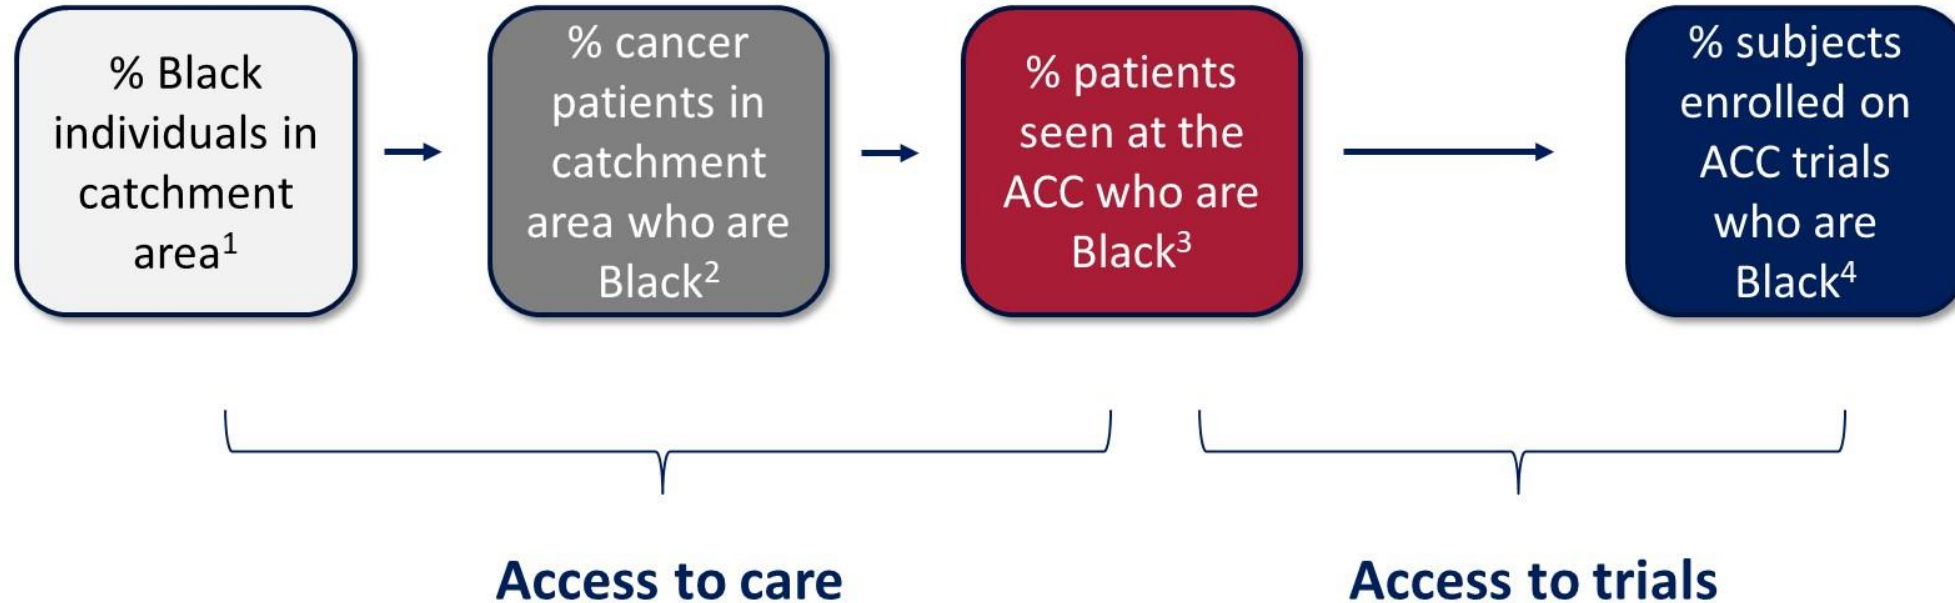 % Black
individuals in
catchment
area¹
% cancer
patients in
catchment
area who are
Black²
% patients
seen at the
ACC who are
Black³
% subjects
enrolled on
ACC trials
who are
Black⁴
Access to care
Access to trials